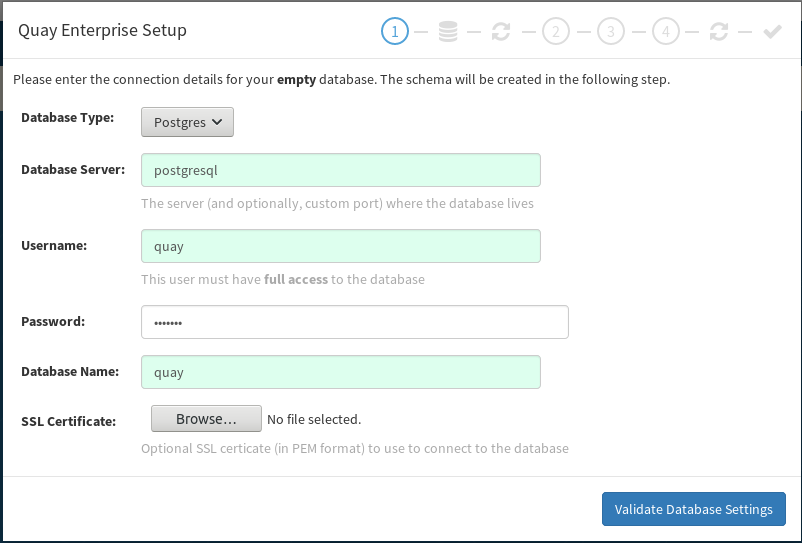 Quay Enterprise Setup
1 2 3 4
Please enter the connection details for your empty database. The schema will be created in the following step.
Database Type: Postgres
Database Server: postgresql
The server (and optionally, custom port) where the database lives
Username: quay
This user must have full access to the database
Password: •••••••
Database Name: quay
SSL Certificate: Browse... No file selected.
Optional SSL certicate (in PEM format) to use to connect to the database
Validate Database Settings